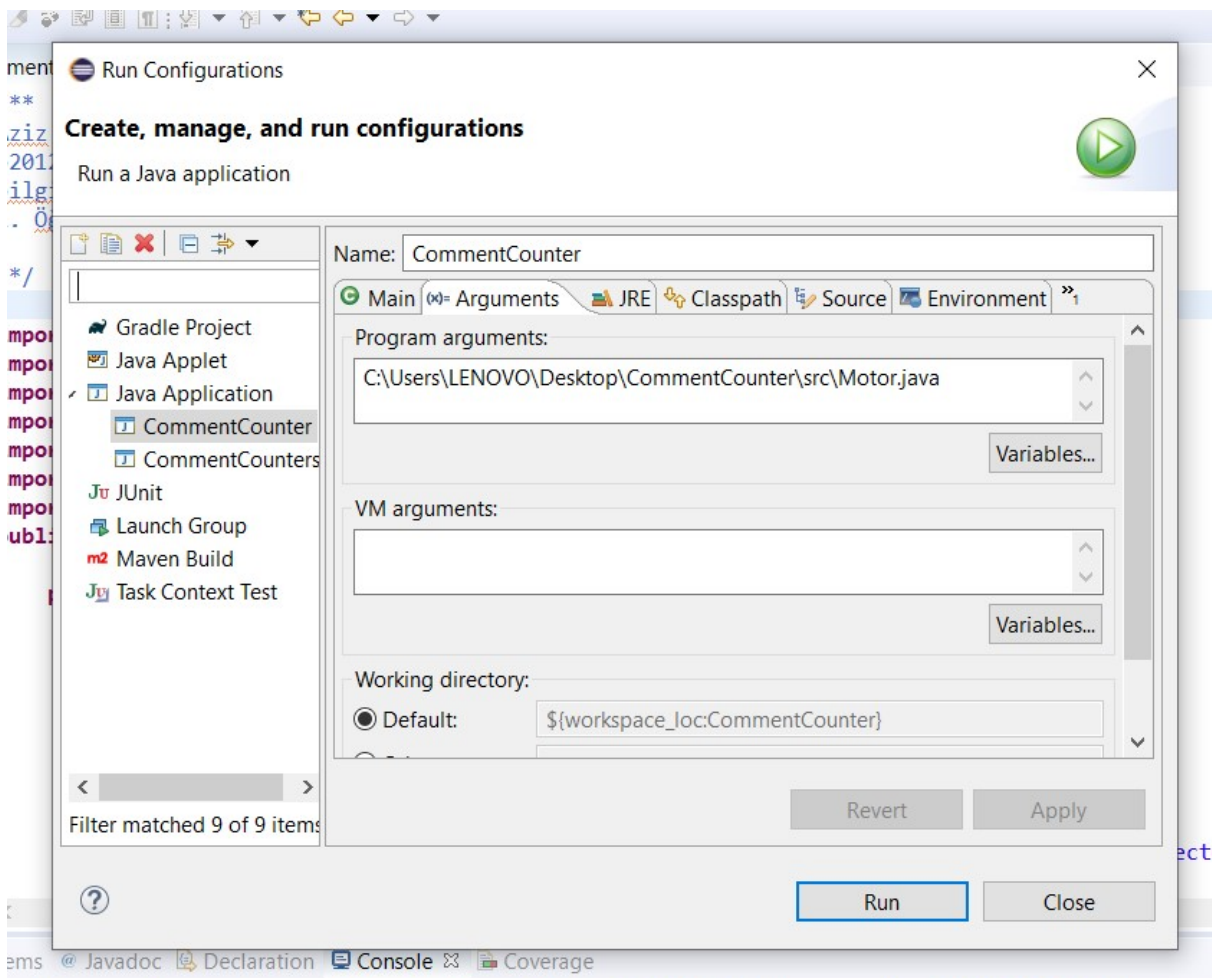 Run Configurations
Create, manage, and run configurations
Run a Java application
Name: CommentCounter
Main (x)= Arguments JRE Classpath Source Environment »1
Gradle Project
Java Applet
Java Application
CommentCounter
CommentCounters
JUnit
Launch Group
m2 Maven Build
Task Context Test
Filter matched 9 of 9 items
Program arguments:
C:\Users\LENOVO\Desktop\CommentCounter\src\Motor.java
Variables...
VM arguments:
Variables...
Working directory:
Default: ${workspace_loc:CommentCounter}
Revert Apply
Run Close
**
2012
*/
@ Javadoc Declaration Console Coverage